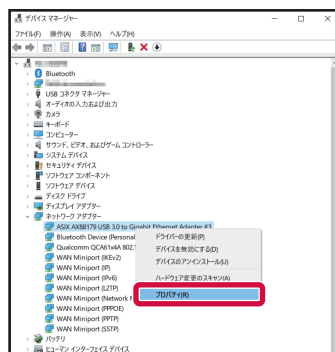 デバイス マネージャー
ファイル(F) 操作(A) 表示(V) ヘルプ(H)
Bluetooth
USB コネクタ マネージャー
オーディオの入力および出力
カメラ
キーボード
コンピューター
サウンド、ビデオ、およびゲーム コントローラー
システム デバイス
セキュリティ デバイス
ソフトウェア コンポーネント
ソフトウェア デバイス
ディスク ドライブ
ディスプレイ アダプター
ネットワーク アダプター
ASIX AX88179 USB 3.0 to Gigabit Ethernet Adapter #3
Bluetooth Device (Personal
Qualcomm QCA61x4A 802.1
WAN Miniport (IKEv2)
WAN Miniport (IP)
WAN Miniport (IPv6)
WAN Miniport (L2TP)
WAN Miniport (Network M
WAN Miniport (PPPOE)
WAN Miniport (PPTP)
WAN Miniport (SSTP)
バッテリ
ヒューマン インターフェイス デバイス
ドライバーの更新(P)
デバイスを無効にする(D)
デバイスのアンインストール(U)
ハードウェア変更のスキャン(A)
プロパティ(R)